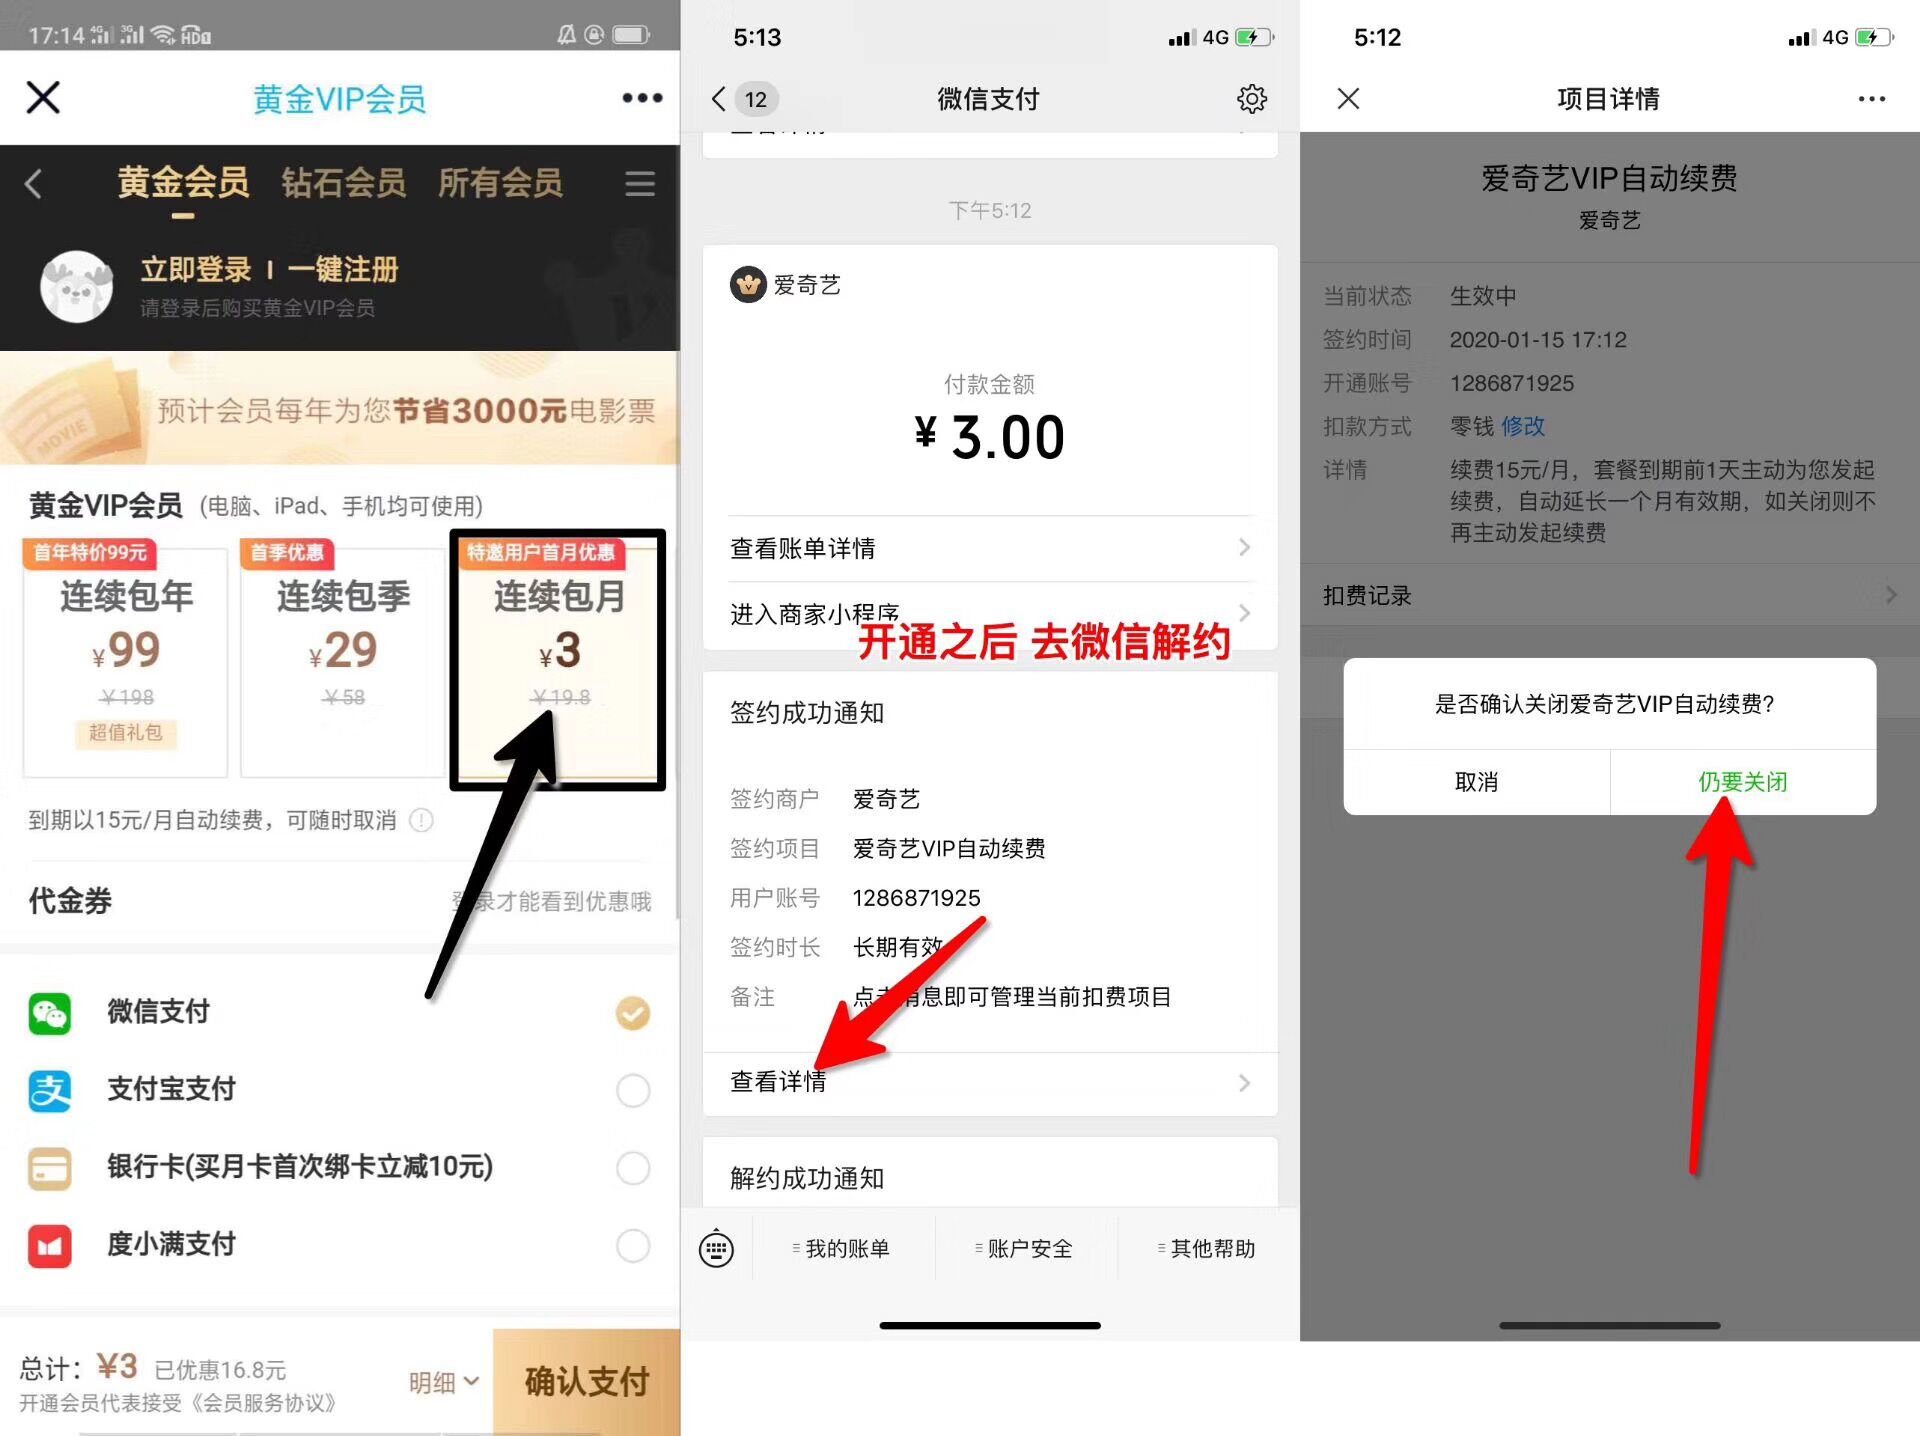 17:14 4G 3G HD
黄金VIP会员
黄金会员 钻石会员 所有会员
立即登录 | 一键注册
请登录后购买黄金VIP会员
MOVIE
预计会员每年为您节省3000元电影票
黄金VIP会员 (电脑、iPad、手机均可使用)
首年特价99元
连续包年
¥99
¥198
超值礼包
首季优惠
连续包季
¥29
¥58
特邀用户首月优惠
连续包月
¥3
¥19.8
到期以15元/月自动续费，可随时取消
代金券
录才能看到优惠哦
微信支付
支付宝支付
银行卡(买月卡首次绑卡立减10元)
度小满支付
总计：¥3 已优惠16.8元
明细
开通会员代表接受《会员服务协议》
确认支付
5:13 4G
12 微信支付
下午5:12
爱奇艺
付款金额
¥3.00
查看账单详情
进入商家小程序
开通之后 去微信解约
签约成功通知
签约商户 爱奇艺
签约项目 爱奇艺VIP自动续费
用户账号 1286871925
签约时长 长期有效
备注 点击消息即可管理当前扣费项目
查看详情
解约成功通知
我的账单 账户安全 其他帮助
5:12 4G
项目详情
爱奇艺VIP自动续费
爱奇艺
当前状态 生效中
签约时间 2020-01-15 17:12
开通账号 1286871925
扣款方式 零钱 修改
详情 续费15元/月，套餐到期前1天主动为您发起
续费，自动延长一个月有效期，如关闭则不
再主动发起续费
扣费记录
是否确认关闭爱奇艺VIP自动续费?
取消 仍要关闭